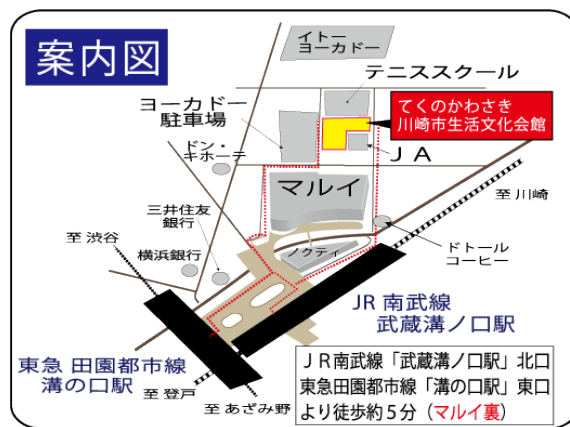 案内図
イトー
ヨーカドー
テニススクール
ヨーカドー
駐車場
てくのかわさき
川崎市生活文化会館
ドン・
キホーテ
ＪＡ
マルイ
至 川崎
三井住友
銀行
至 渋谷
横浜銀行
ノクティ
ドトール
コーヒー
JR 南武線
武蔵溝ノ口駅
東急 田園都市線
溝の口駅
至 登戸
至 あざみ野
ＪＲ南武線「武蔵溝ノ口駅」北口
東急田園都市線「溝の口駅」東口
より徒歩約５分（マルイ裏）